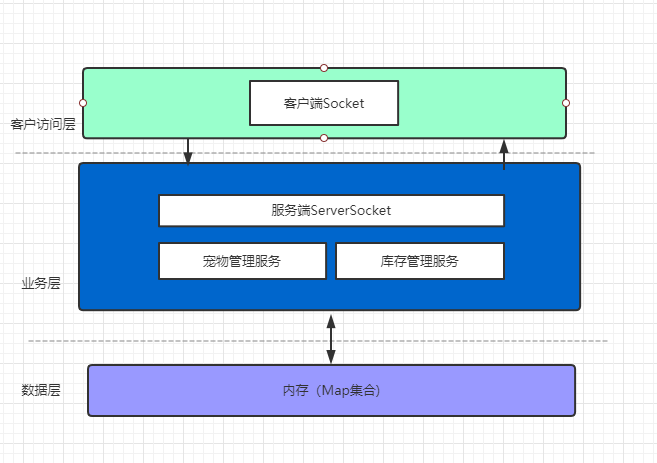 客户端Socket
客户访问层
服务端ServerSocket
宠物管理服务
库存管理服务
业务层
数据层
内存（Map集合）